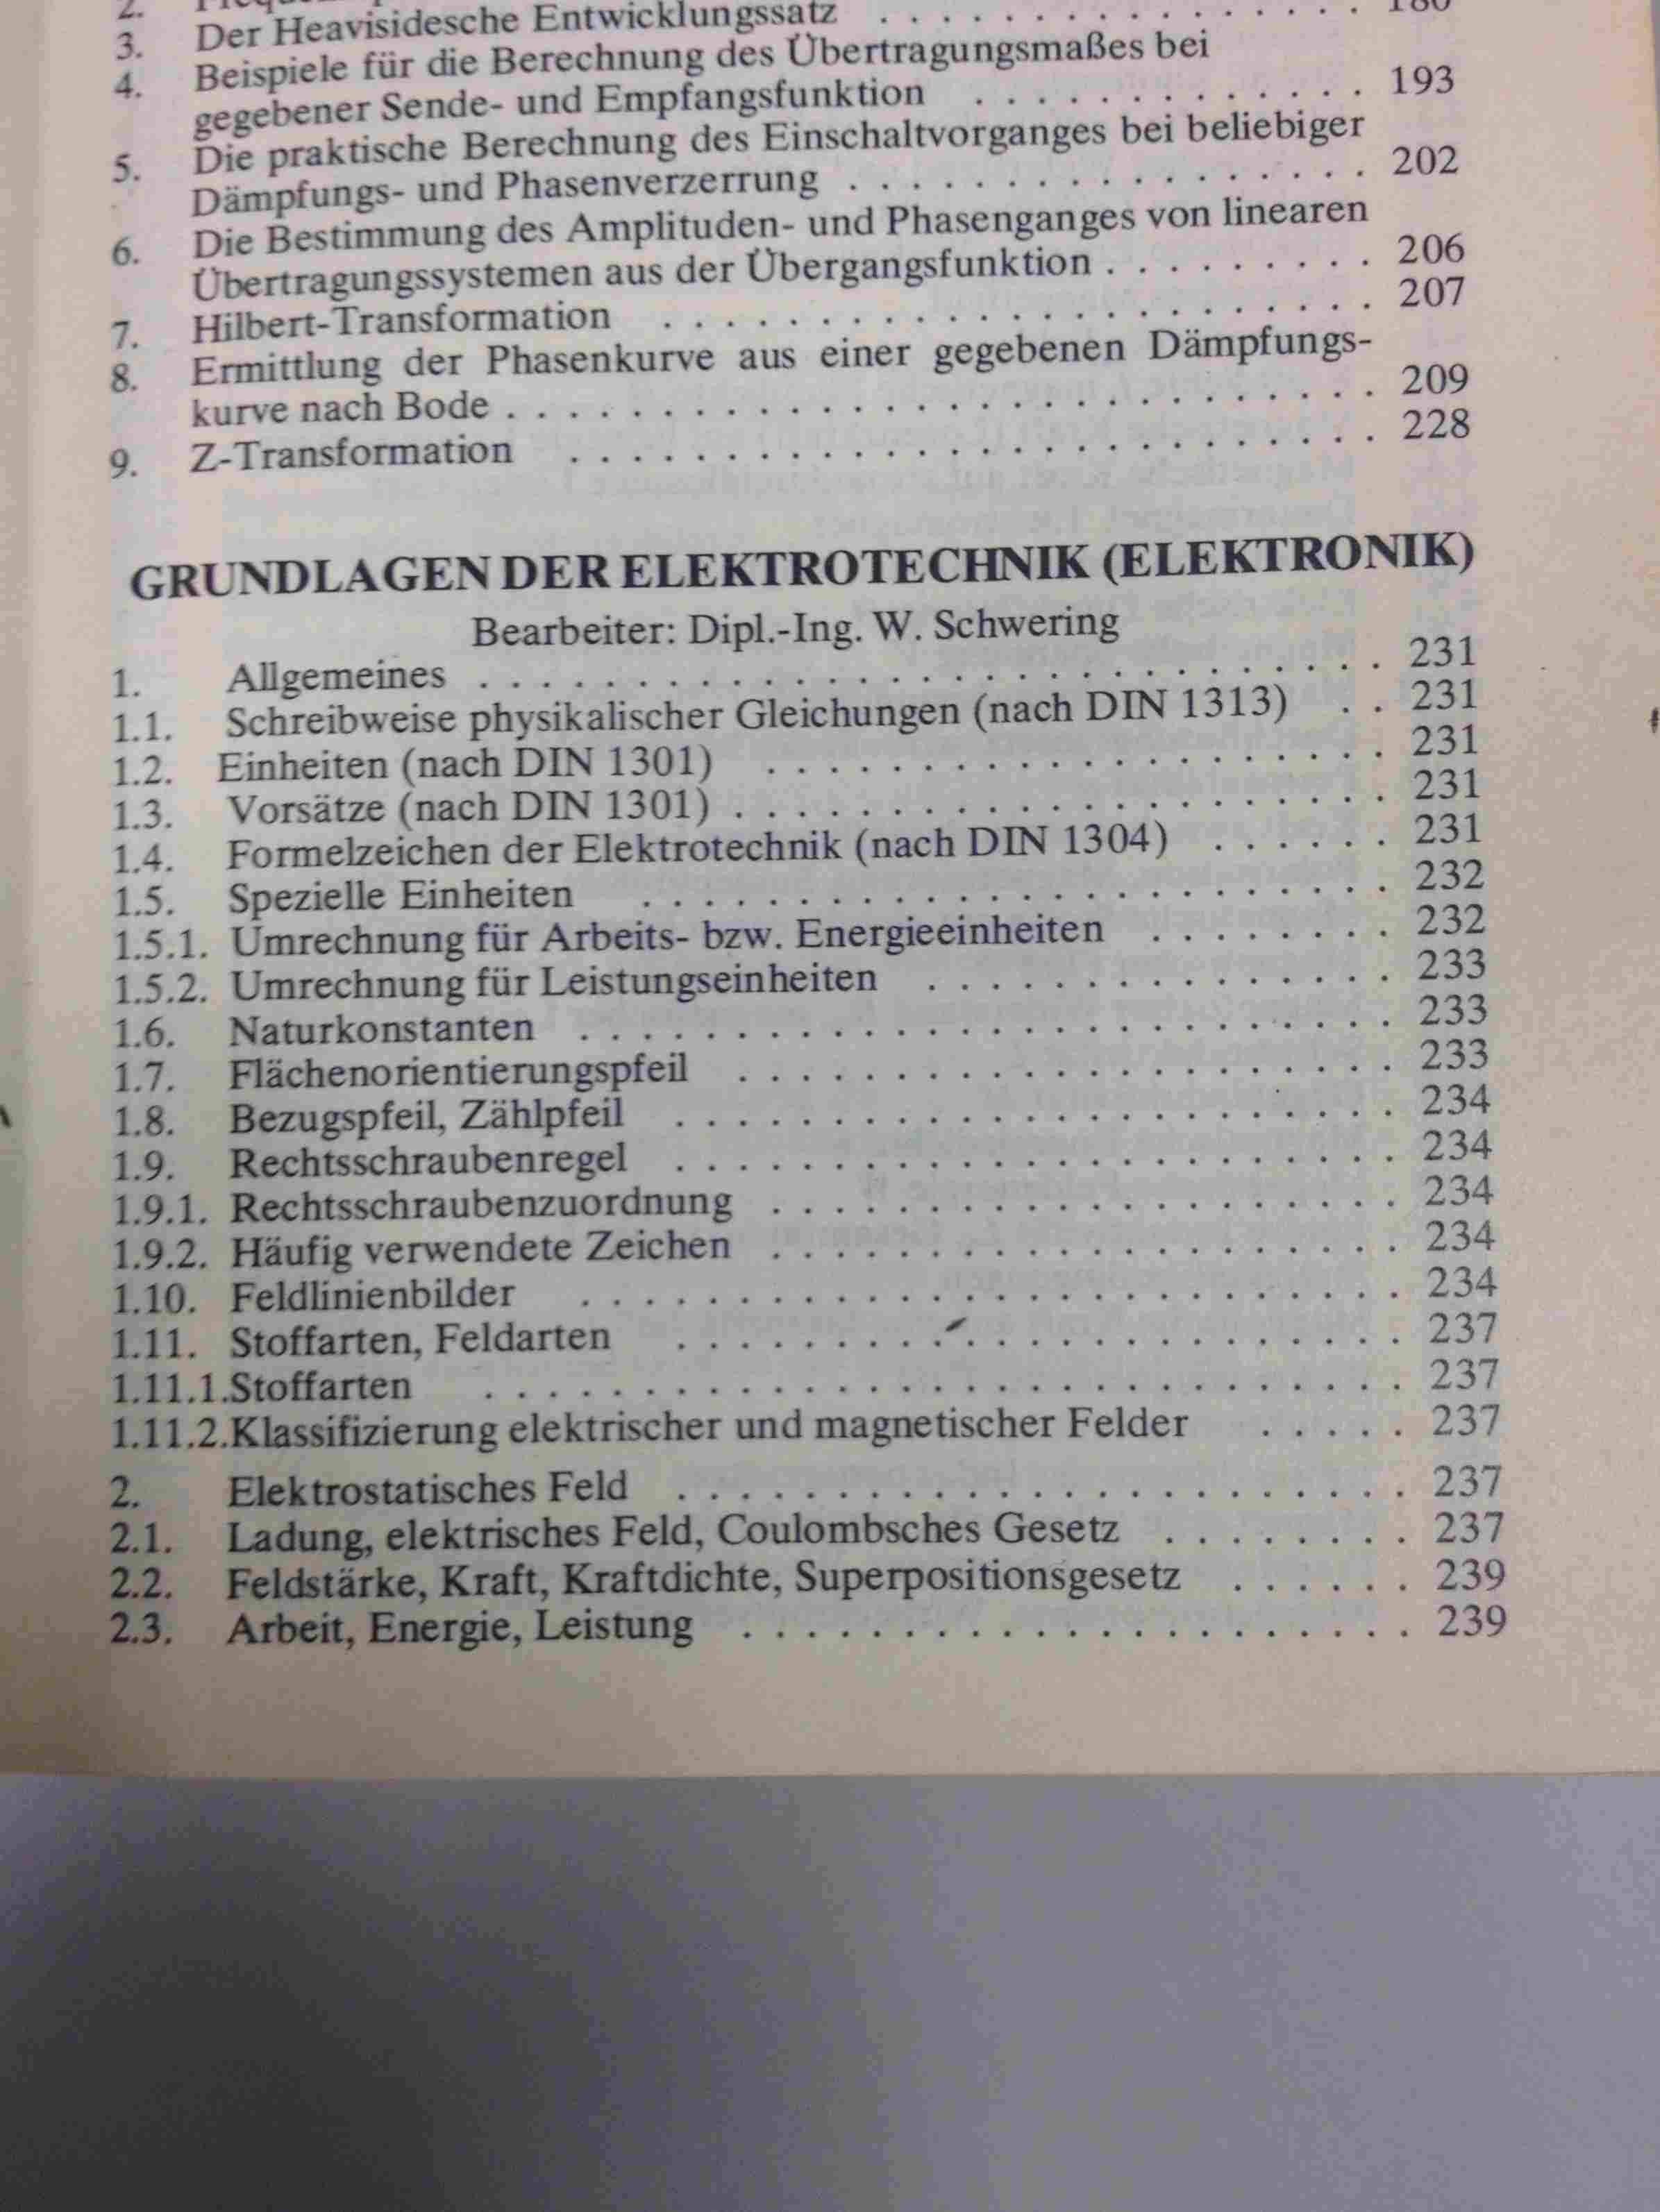 2.
3. Der Heavisidesche Entwicklungssatz . . . . . . . . . . . . . . . . 180
4. Beispiele für die Berechnung des Übertragungsmaßes bei
gegebener Sende- und Empfangsfunktion . . . . . . . . . . . . . 193
5. Die praktische Berechnung des Einschaltvorganges bei beliebiger
Dämpfungs- und Phasenverzerrung . . . . . . . . . . . . . . . . . 202
6. Die Bestimmung des Amplituden- und Phasenganges von linearen
Übertragungssystemen aus der Übergangsfunktion . . . . . . . . . 206
7. Hilbert-Transformation . . . . . . . . . . . . . . . . . . . . . . . 207
8. Ermittlung der Phasenkurve aus einer gegebenen Dämpfungs-
kurve nach Bode . . . . . . . . . . . . . . . . . . . . . . . . . . . . 209
9. Z-Transformation . . . . . . . . . . . . . . . . . . . . . . . . . . 228
GRUNDLAGEN DER ELEKTROTECHNIK (ELEKTRONIK)
Bearbeiter: Dipl.-Ing. W. Schwering
1. Allgemeines . . . . . . . . . . . . . . . . . . . . . . . . . . . . . 231
1.1. Schreibweise physikalischer Gleichungen (nach DIN 1313) . . 231
1.2. Einheiten (nach DIN 1301) . . . . . . . . . . . . . . . . . . . . 231
1.3. Vorsätze (nach DIN 1301) . . . . . . . . . . . . . . . . . . . . . 231
1.4. Formelzeichen der Elektrotechnik (nach DIN 1304) . . . . . . 231
1.5. Spezielle Einheiten . . . . . . . . . . . . . . . . . . . . . . . . 232
1.5.1. Umrechnung für Arbeits- bzw. Energieeinheiten . . . . . . . . 232
1.5.2. Umrechnung für Leistungseinheiten . . . . . . . . . . . . . . . 233
1.6. Naturkonstanten . . . . . . . . . . . . . . . . . . . . . . . . . . 233
1.7. Flächenorientierungspfeil . . . . . . . . . . . . . . . . . . . . . 233
1.8. Bezugspfeil, Zählpfeil . . . . . . . . . . . . . . . . . . . . . . . 234
1.9. Rechtsschraubenregel . . . . . . . . . . . . . . . . . . . . . . . 234
1.9.1. Rechtsschraubenzuordnung . . . . . . . . . . . . . . . . . . . . 234
1.9.2. Häufig verwendete Zeichen . . . . . . . . . . . . . . . . . . . . 234
1.10. Feldlinienbilder . . . . . . . . . . . . . . . . . . . . . . . . . . 234
1.11. Stoffarten, Feldarten . . . . . . . . . . . . . . . . . . . . . . . 237
1.11.1.Stoffarten . . . . . . . . . . . . . . . . . . . . . . . . . . . . . 237
1.11.2.Klassifizierung elektrischer und magnetischer Felder . . . . . 237
2. Elektrostatisches Feld . . . . . . . . . . . . . . . . . . . . . . . 237
2.1. Ladung, elektrisches Feld, Coulombsches Gesetz . . . . . . . . 237
2.2. Feldstärke, Kraft, Kraftdichte, Superpositionsgesetz . . . . . . 239
2.3. Arbeit, Energie, Leistung . . . . . . . . . . . . . . . . . . . . . 239